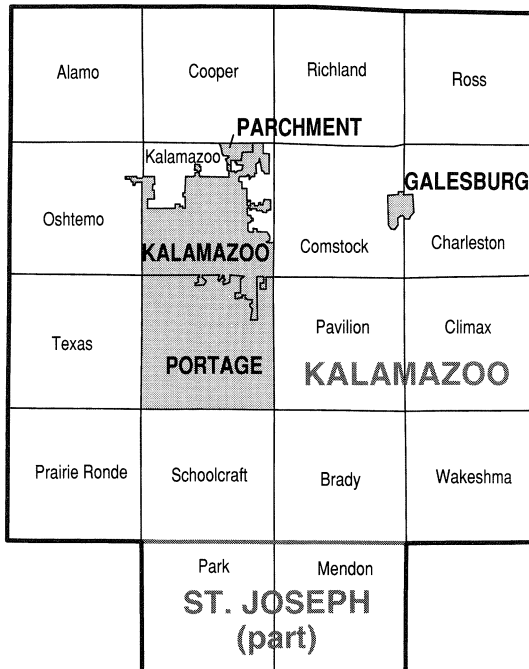 Alamo
Cooper
Richland
Ross
PARCHMENT
Kalamazoo
GALESBURG
Oshtemo
KALAMAZOO
Comstock
Charleston
Texas
Pavilion
Climax
PORTAGE
KALAMAZOO
Prairie Ronde
Schoolcraft
Brady
Wakeshma
Park
Mendon
ST. JOSEPH
(part)